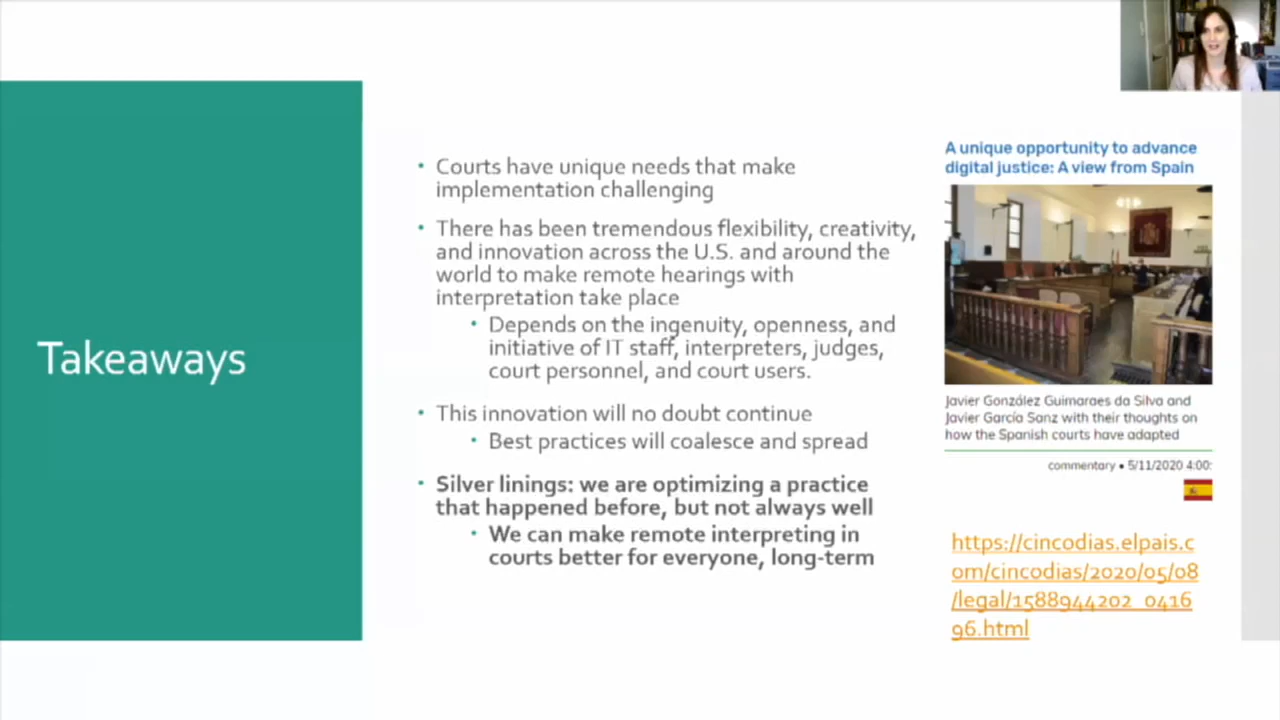 Takeaways
• Courts have unique needs that make
implementation challenging
• There has been tremendous flexibility, creativity,
and innovation across the U.S. and around the
world to make remote hearings with
interpretation take place
• Depends on the ingenuity, openness, and
initiative of IT staff, interpreters, judges,
court personnel, and court users.
• This innovation will no doubt continue
• Best practices will coalesce and spread
• Silver linings: we are optimizing a practice
that happened before, but not always well
• We can make remote interpreting in
courts better for everyone, long-term
A unique opportunity to advance
digital justice: A view from Spain
Javier González Guimaraes da Silva and
Javier García Sanz with their thoughts on
how the Spanish courts have adapted
commentary • 5/11/2020 4:00:
https://cincodias.elpais.c
om/cincodias/2020/05/08
/legal/1588944202_0416
96.html